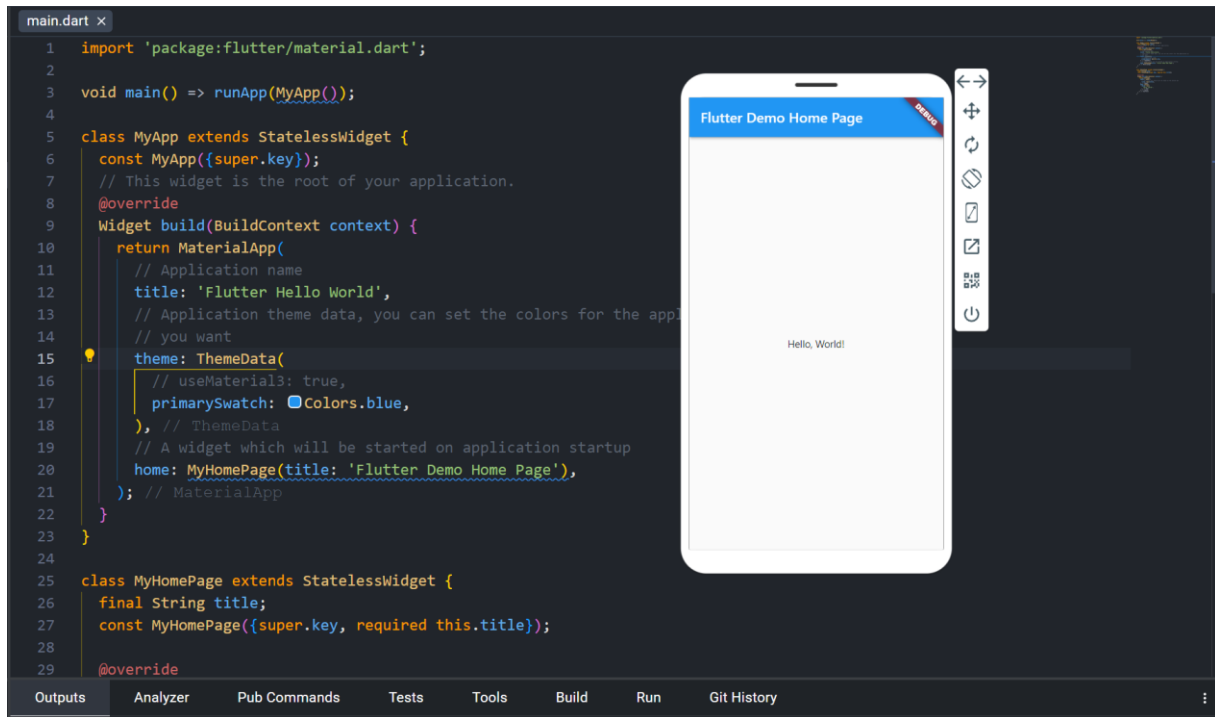 main.dart ×
1 import 'package:flutter/material.dart';
2
3 void main() => runApp(MyApp());
4
5 class MyApp extends StatelessWidget {
6 const MyApp({super.key});
7 // This widget is the root of your application.
8 @override
9 Widget build(BuildContext context) {
10 return MaterialApp(
11 // Application name
12 title: 'Flutter Hello World',
13 // Application theme data, you can set the colors for the appl
14 // you want
15 theme: ThemeData(
16 // useMaterial3: true,
17 primarySwatch: Colors.blue,
18 ), // ThemeData
19 // A widget which will be started on application startup
20 home: MyHomePage(title: 'Flutter Demo Home Page'),
21 ); // MaterialApp
22 }
23 }
24
25 class MyHomePage extends StatelessWidget {
26 final String title;
27 const MyHomePage({super.key, required this.title});
28
29 @override
Flutter Demo Home Page
DEBUG
Hello, World!
Outputs Analyzer Pub Commands Tests Tools Build Run Git History